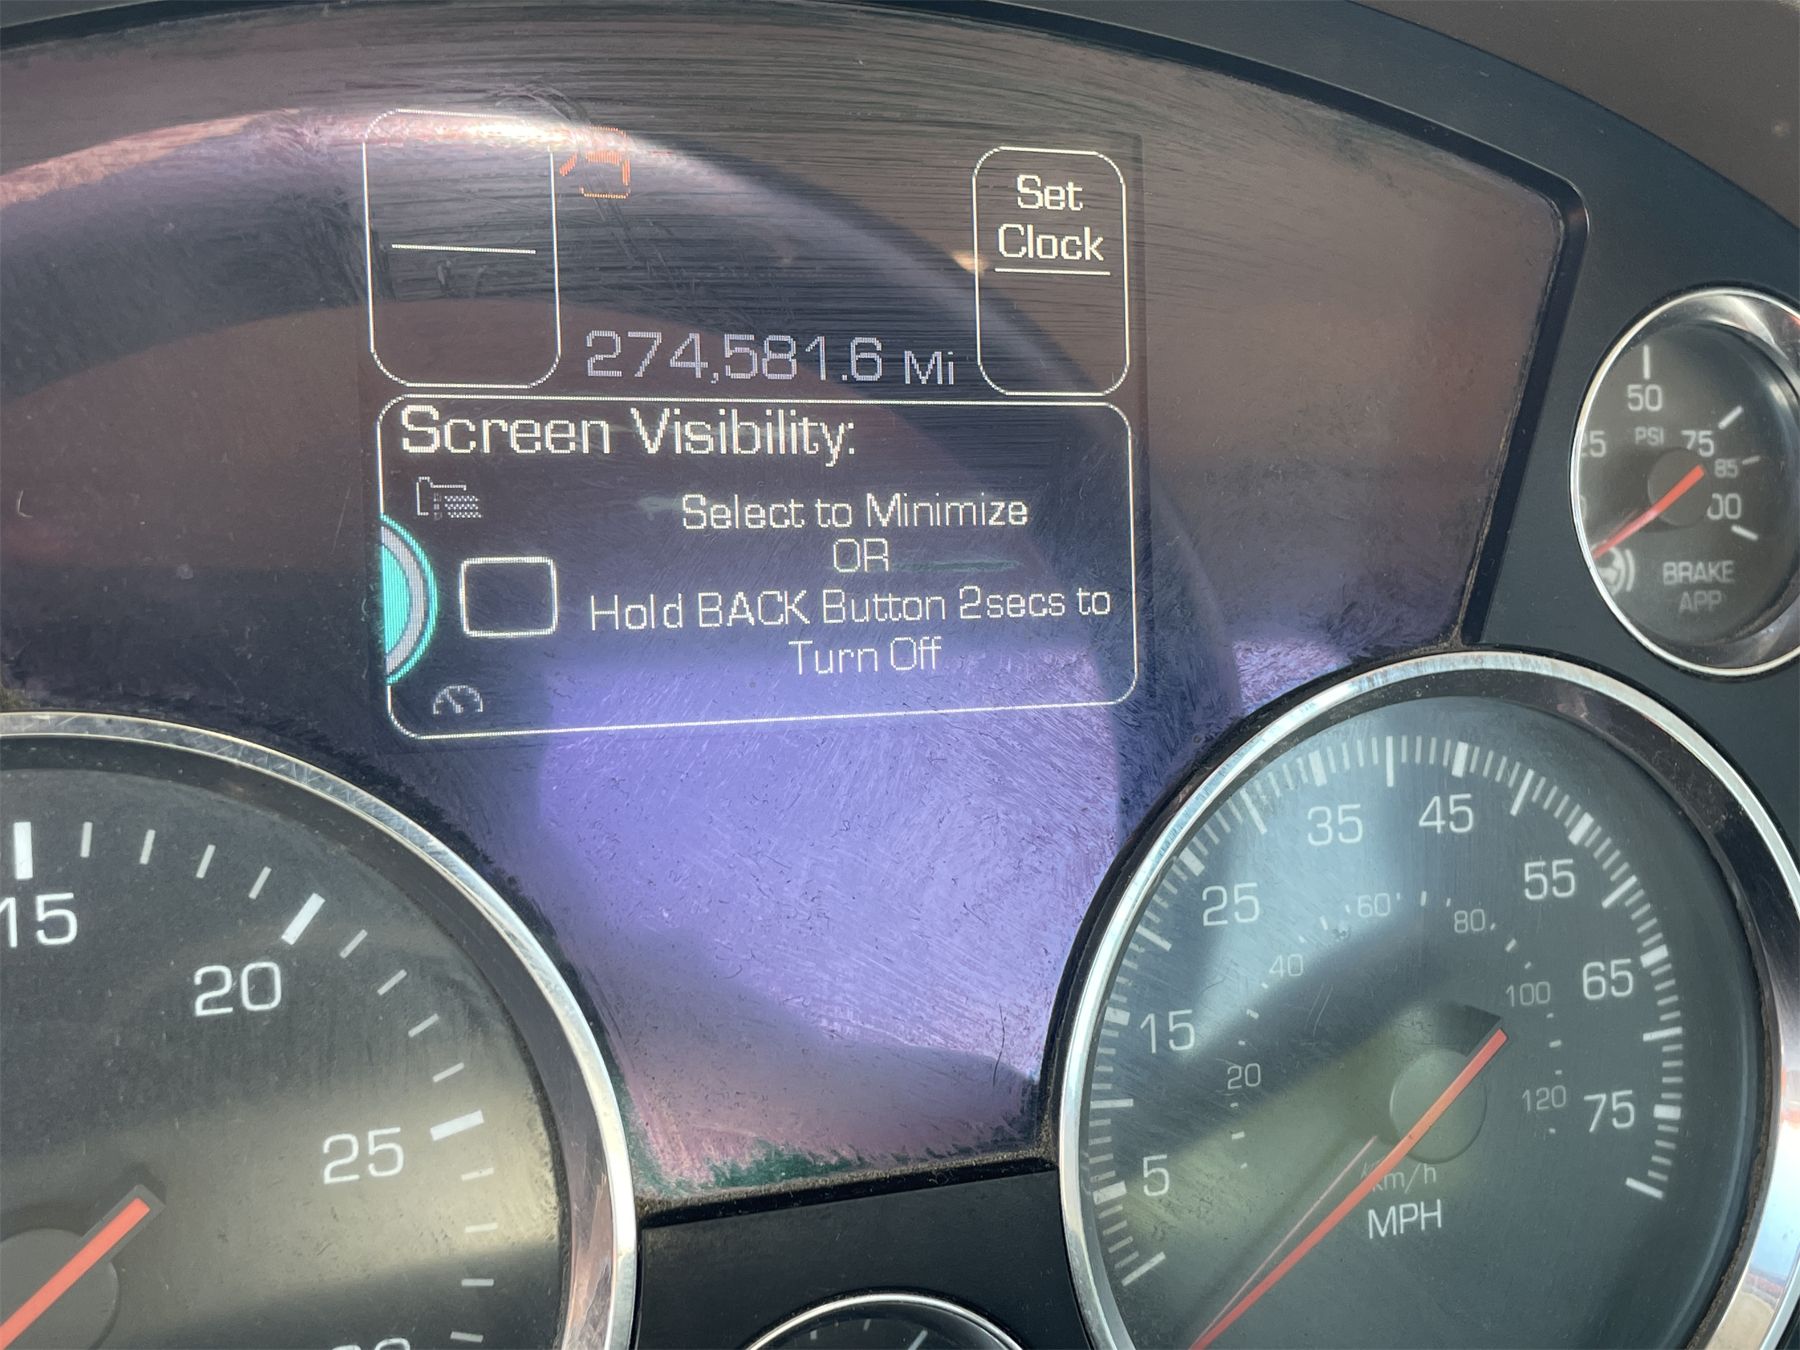 Set
Clock
274,581.6 Mi
Screen Visibility:
Select to Minimize
OR
Hold BACK Button 2secs to
Turn Off
50
PSI
75
85
BRAKE
APP
15
20
25
5
15
25
35
45
55
65
75
20
40
60
80
100
120
km/h
MPH